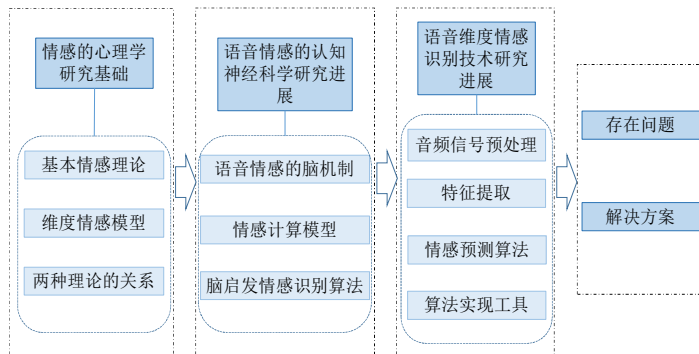 情感的心理学
研究基础
基本情感理论
维度情感模型
两种理论的关系
语音情感的认知
神经科学研究进
展
语音情感的脑机制
情感计算模型
脑启发情感识别算法
语音维度情感
识别技术研究
进展
音频信号预处理
特征提取
情感预测算法
算法实现工具
存在问题
解决方案